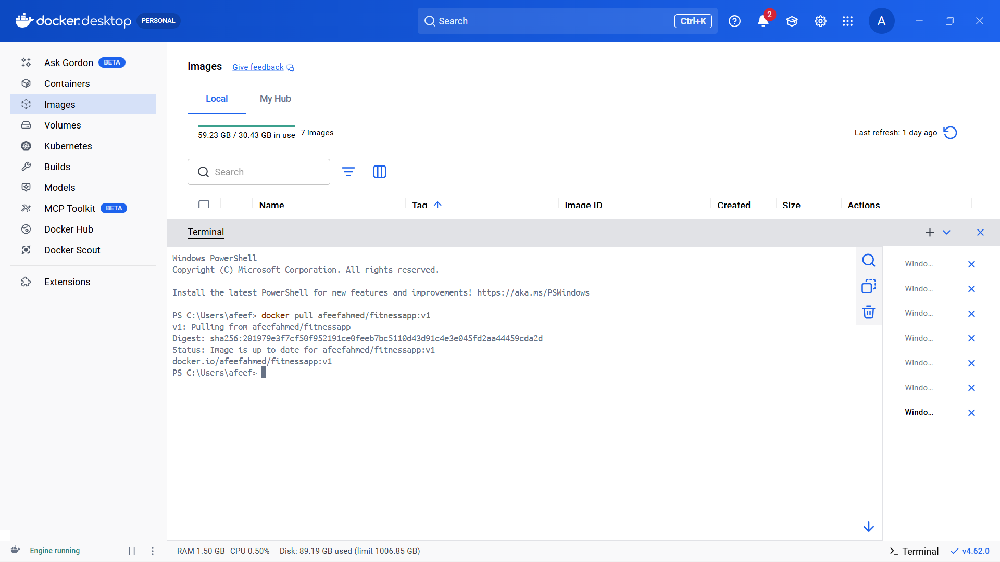 docker.desktop PERSONAL
Search Ctrl+K
2
A
Ask Gordon BETA
Containers
Images
Volumes
Kubernetes
Builds
Models
MCP Toolkit BETA
Docker Hub
Docker Scout
Extensions
Images Give feedback
Local My Hub
59.23 GB / 30.43 GB in use 7 images
Last refresh: 1 day ago
Search
Name Tag Image ID Created Size Actions
Terminal
Windows PowerShell
Copyright (C) Microsoft Corporation. All rights reserved.
Install the latest PowerShell for new features and improvements! https://aka.ms/PSWindows
PS C:\Users\afeef> docker pull afeefahmed/fitnessapp:v1
v1: Pulling from afeefahmed/fitnessapp
Digest: sha256:201979e3f7cf50f952191ce0feeb7bc5110d43d91c4e3e045fd2aa44459cda2d
Status: Image is up to date for afeefahmed/fitnessapp:v1
docker.io/afeefahmed/fitnessapp:v1
PS C:\Users\afeef>
Windo...
Windo...
Windo...
Windo...
Windo...
Windo...
Windo...
Engine running
RAM 1.50 GB CPU 0.50% Disk: 89.19 GB used (limit 1006.85 GB)
Terminal
v4.62.0